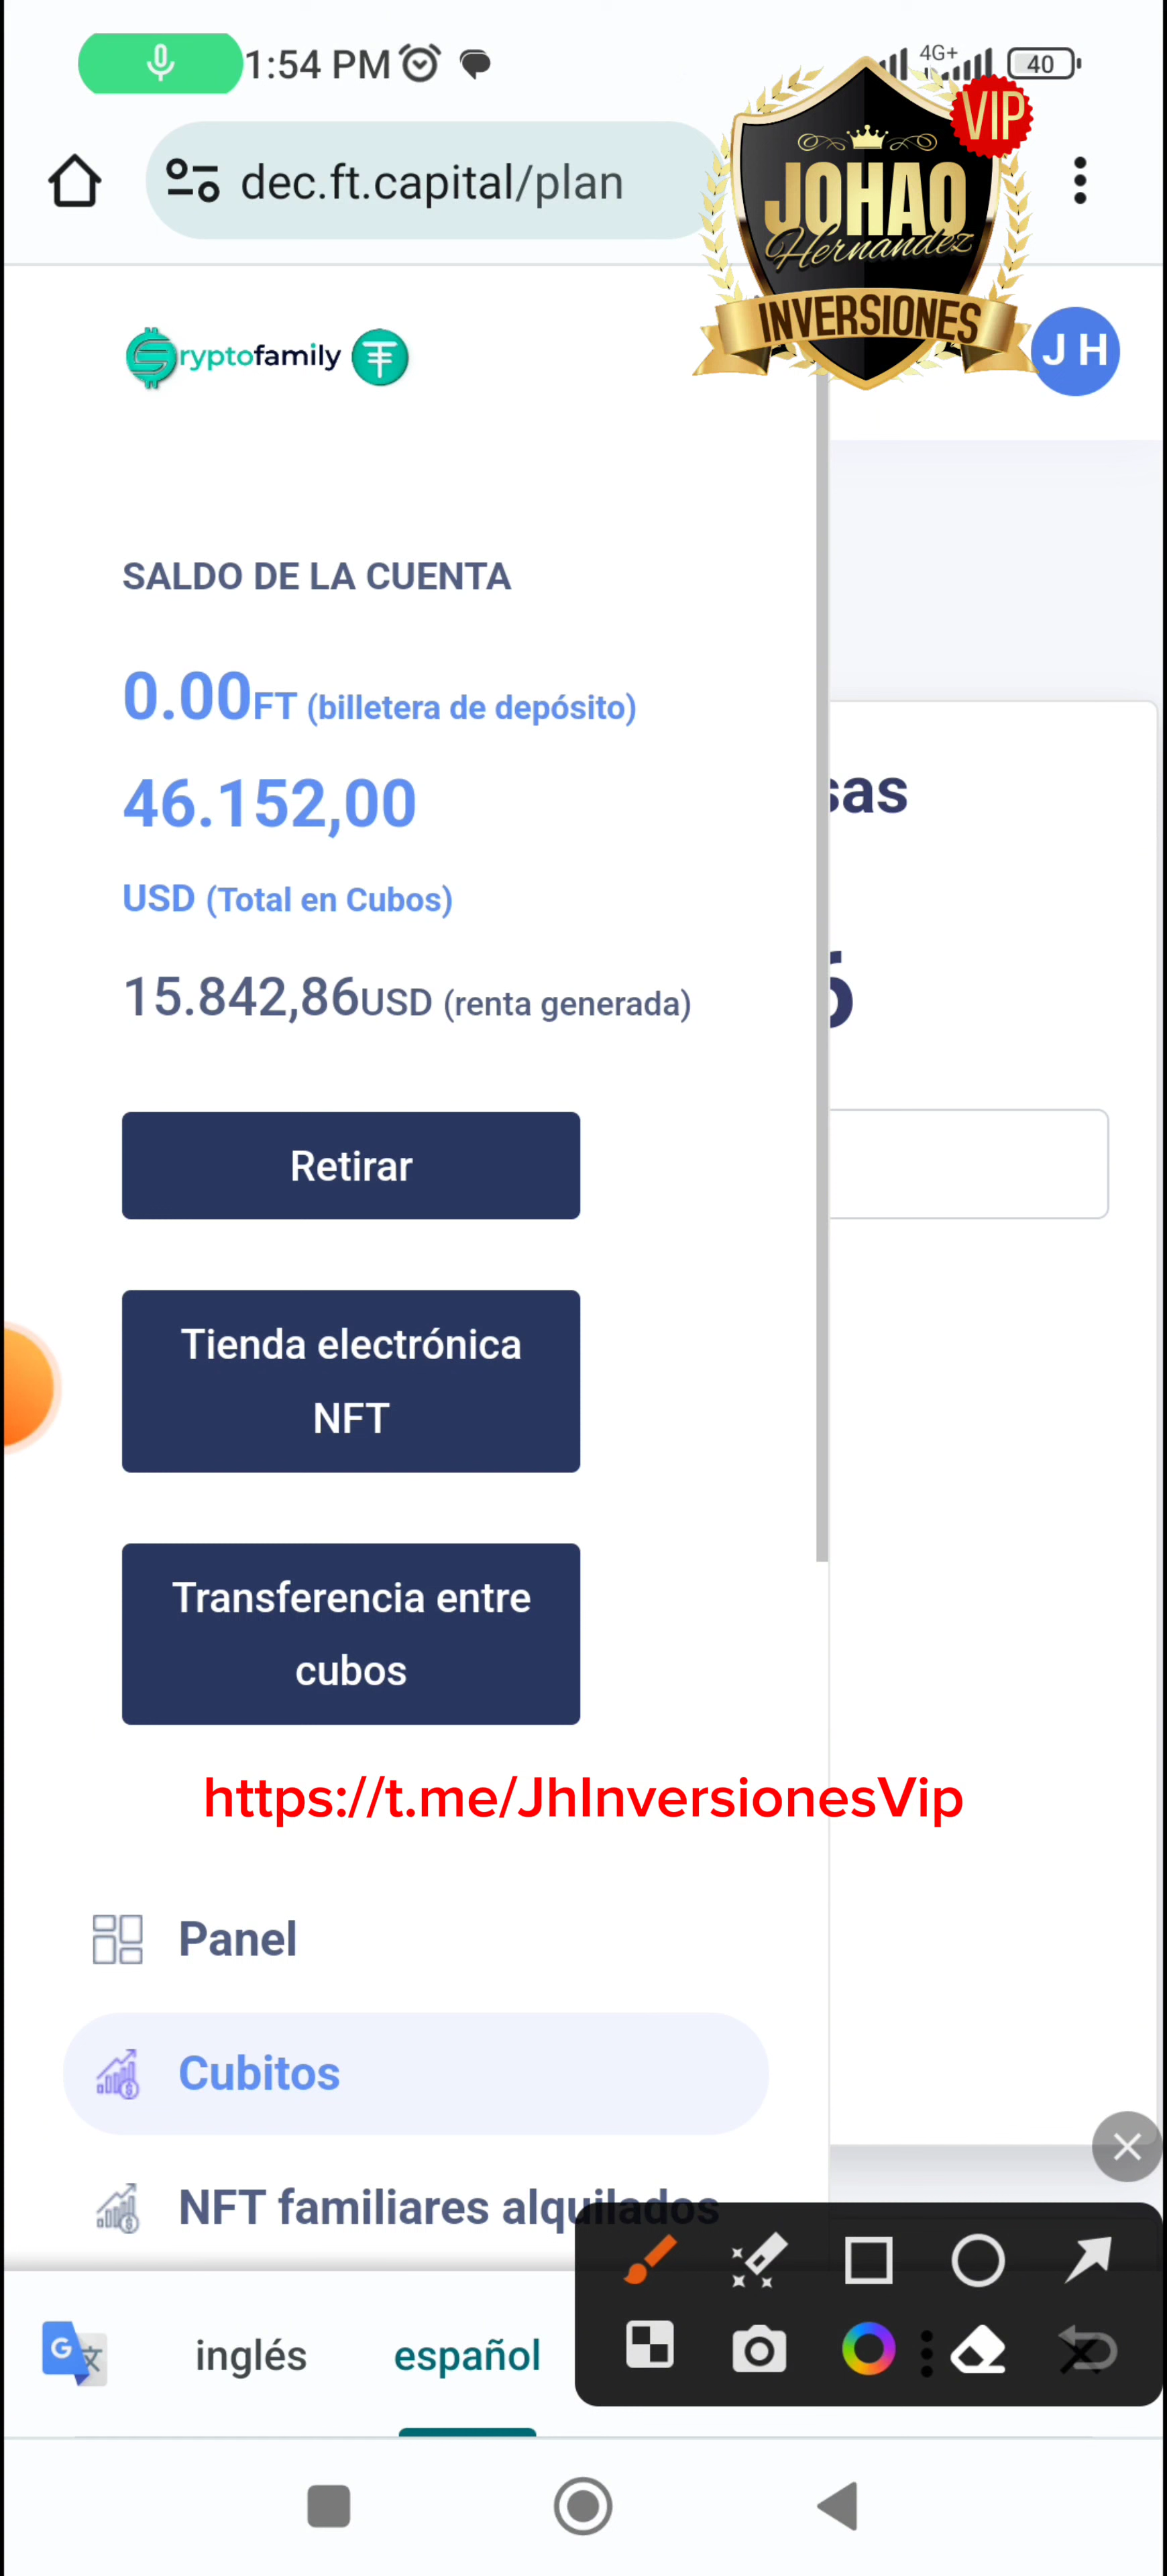 1:54 PM
4G+
40
dec.ft.capital/plan
VIP
JOHAO
Hernandez
INVERSIONES
ryptofamily
J H
SALDO DE LA CUENTA
0.00FT (billetera de depósito)
46.152,00
sas
USD (Total en Cubos)
15.842,86USD (renta generada)
Retirar
Tienda electrónica
NFT
Transferencia entre
cubos
https://t.me/JhInversionesVip
Panel
Cubitos
NFT familiares alquilados
G
inglés
español